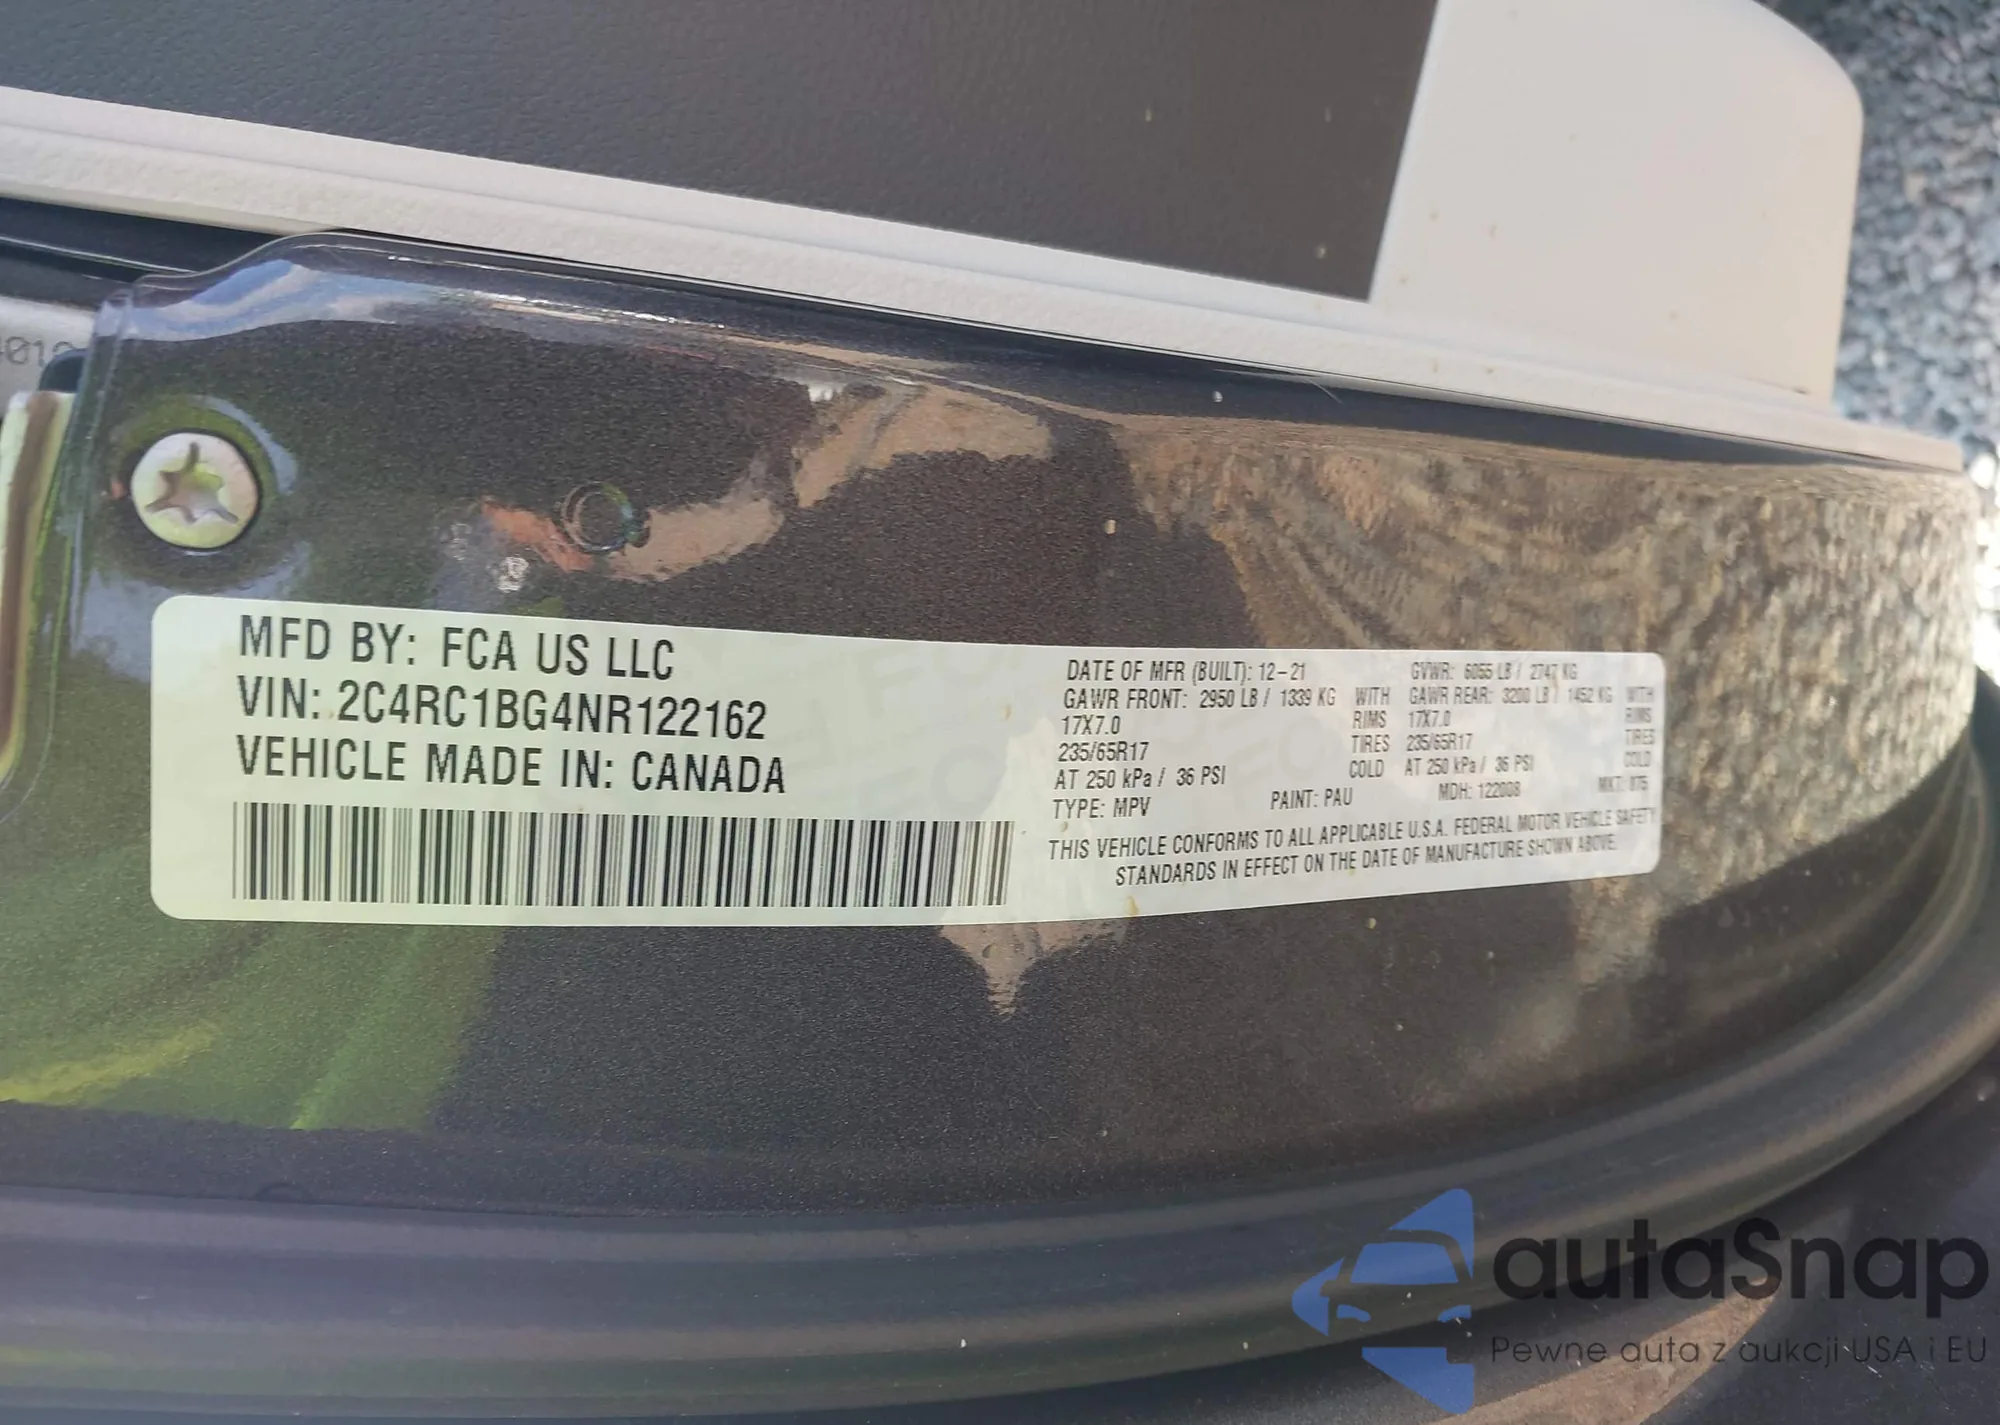 MFD BY: FCA US LLC
VIN: 2C4RC1BG4NR122162
VEHICLE MADE IN: CANADA
DATE OF MFR (BUILT): 12-21 GVWR: 6055 LB / 2747 KG
GAWR FRONT: 2950 LB / 1339 KG WITH GAWR REAR: 3200 LB / 1452 KG WITH
17X7.0 RIMS 17X7.0 RIMS
235/65R17 TIRES 235/65R17 TIRES
AT 250 kPa / 36 PSI COLD AT 250 kPa / 36 PSI COLD
TYPE: MPV PAINT: PAU MDH: 122008 MKT:
THIS VEHICLE CONFORMS TO ALL APPLICABLE U.S.A. FEDERAL MOTOR VEHICLE SAFETY
STANDARDS IN EFFECT ON THE DATE OF MANUFACTURE SHOWN ABOVE.
autaSnap
Pewne auta z aukcji USA i EU